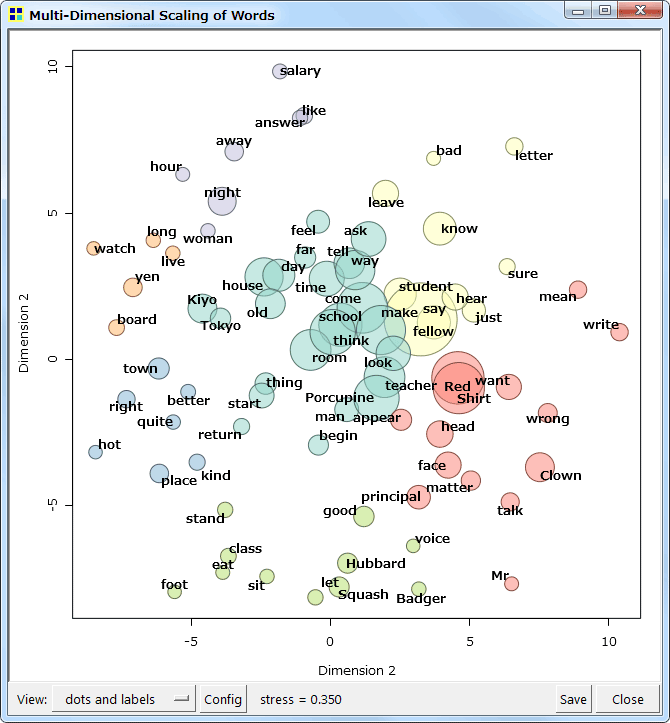 Multi-Dimensional Scaling of Words
10
salary
like
answer
away
bad
letter
hour
night
leave
5
feel
ask
know
woman
long
watch
live
far
tell
way
sure
day
yen
house
time
student
mean
Kiyo
come
hear
old
say
make
just
board
Tokyo
school
fellow
write
think
room
look
0
town
thing
teacher
Red
want
better
start
Porcupine
Shirt
right
man
appear
wrong
quite
return
begin
head
hot
kind
face
place
Clown
matter
principal
-5
stand
good
talk
voice
class
eat
Hubbard
Mr
foot
sit
let
Squash
Badger
Dimension 2
-5
0
5
10
Dimension 2
View:
dots and labels
Config
stress = 0.350
Save
Close